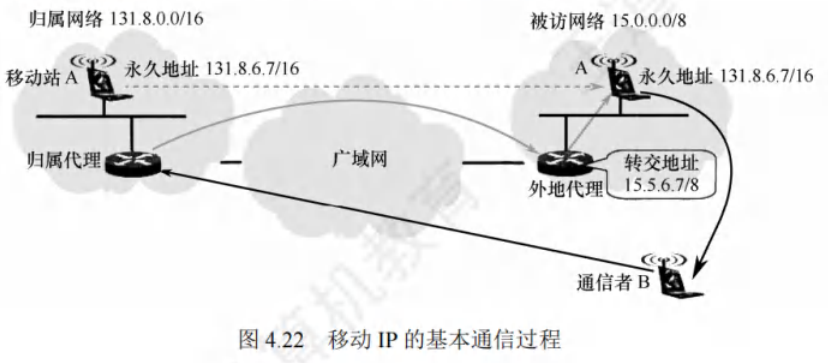 归属网络 131.8.0.0/16
被访网络 15.0.0.0/8
移动站 A
永久地址 131.8.6.7/16
A
永久地址 131.8.6.7/16
归属代理
广域网
外地代理
转交地址
15.5.6.7/8
通信者 B
图 4.22 移动 IP 的基本通信过程